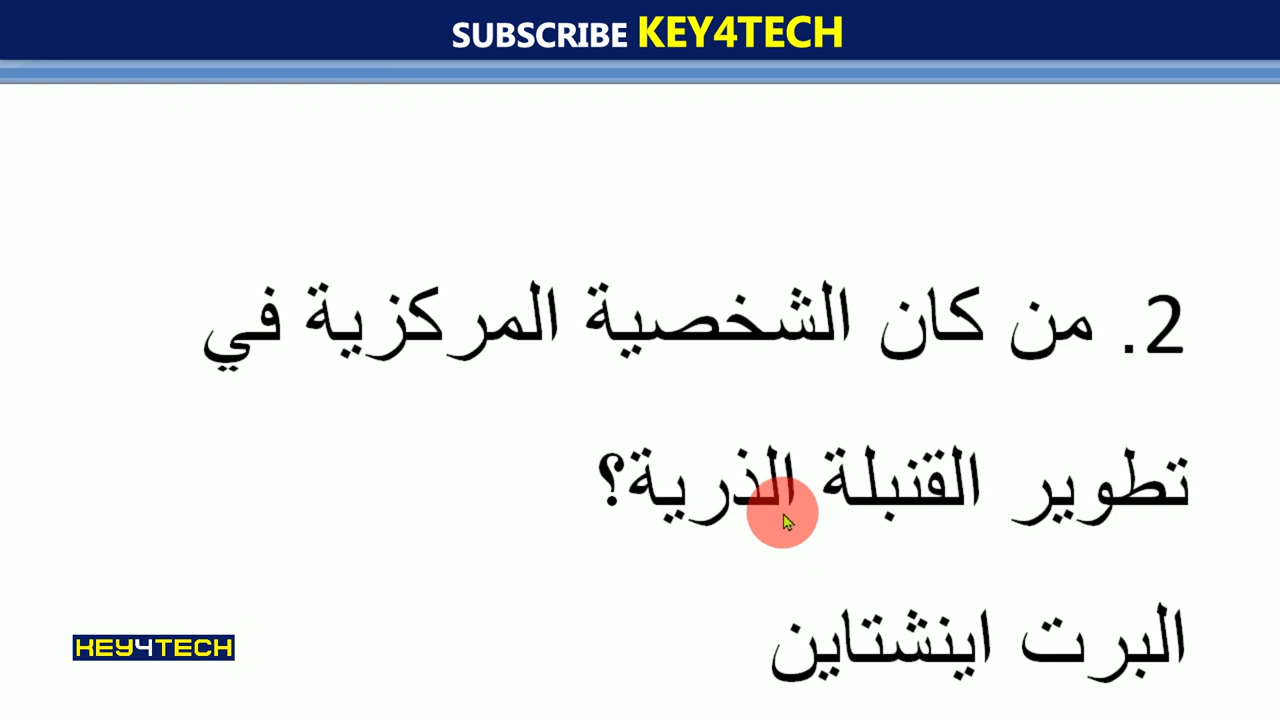 SUBSCRIBE KEY4TECH
2. من كان الشخصية المركزية في
تطوير القنبلة الذرية؟
البرت اينشتاين
KEY4TECH